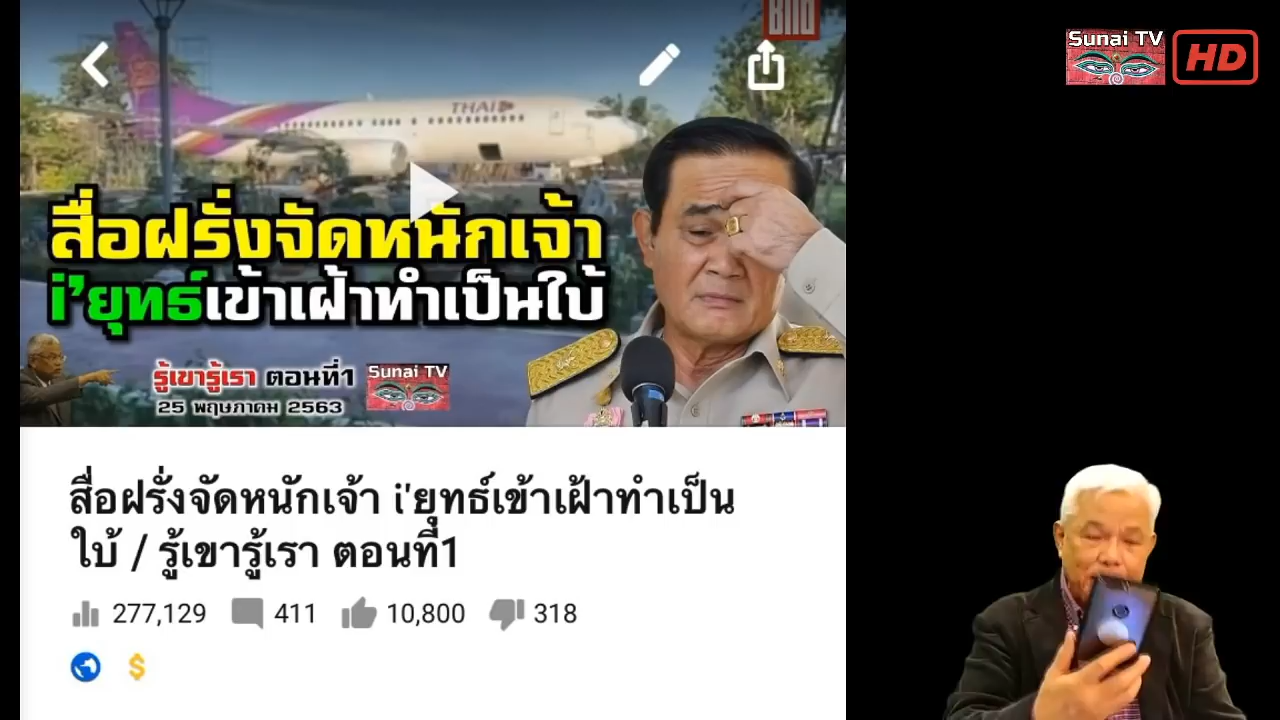 BILD
Sunai TV
HD
THAI
สื่อฝรั่งจัดหนักเจ้า
i'ยุทธ์เข้าเฝ้าทำเป็นใบ้
รู้เขารู้เรา ตอนที่1
Sunai TV
25 พฤษภาคม 2563
สื่อฝรั่งจัดหนักเจ้า i'ยุทธ์เข้าเฝ้าทำเป็น
ใบ้ / รู้เขารู้เรา ตอนที่1
277,129 411 10,800 318